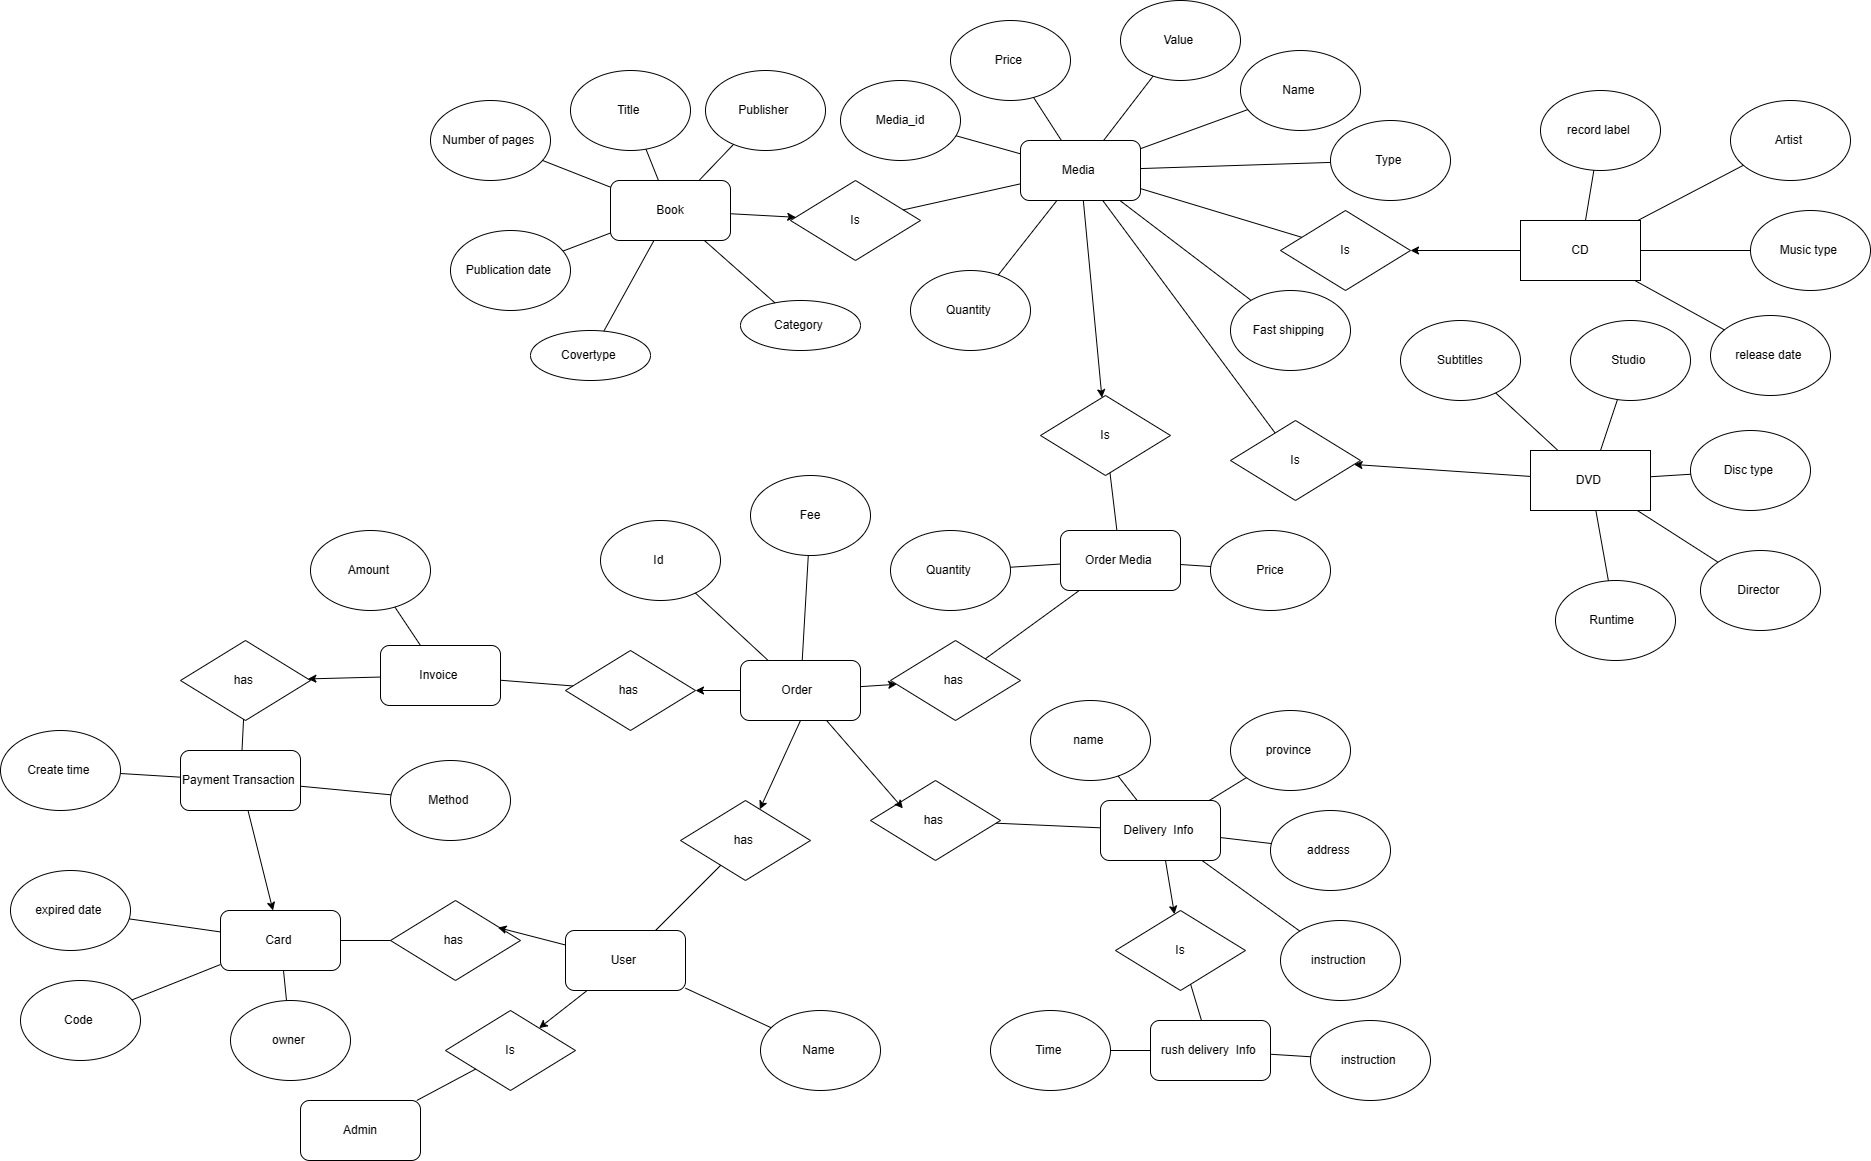 Value
Price
Name
Title
Publisher
Media_id
record label
Artist
Number of pages
Type
Media
Book
Is
Is
CD
Music type
Publication date
Quantity
Fast shipping
Category
Covertype
Subtitles
Studio
release date
Is
Is
DVD
Disc type
Fee
Id
Amount
Quantity
Order Media
Price
Director
Runtime
has
Invoice
has
Order
has
name
province
Create time
Payment Transaction
Method
has
has
Delivery  Info
address
expired date
Card
has
User
Is
instruction
Code
owner
Is
Name
Time
rush delivery  Info
instruction
Admin